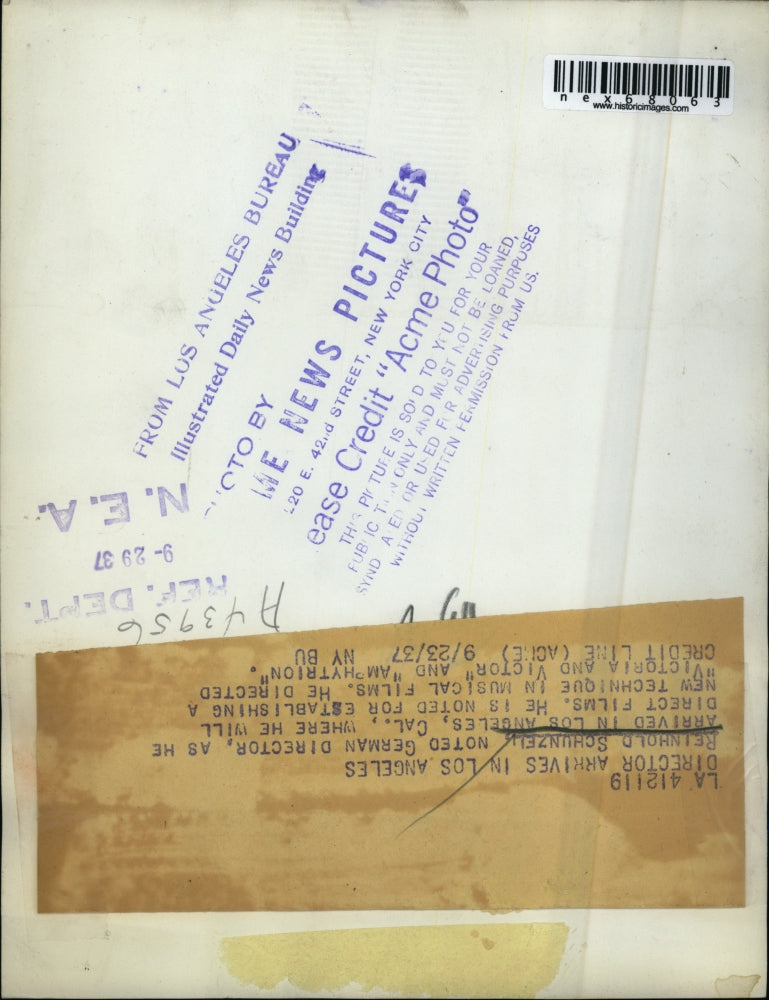 nex68063
www.historicimages.com
FROM LOS ANGELES BUREAU
Illustrated Daily News Building
PHOTO BY
ME NEWS PICTURES
220 E. 42nd STREET, NEW YORK CITY
ease Credit "Acme Photo"
THIS PICTURE IS SOLD TO YOU FOR YOUR
PUBLIC ONLY AND MUST NOT BE LOANED,
OR USED FOR ADVERTISING PURPOSES
WITHOUT WRITTEN PERMISSION FROM US.
N.E.A.
9-29 37
REF. DEPT.
A43956
LA 412119
DIRECTOR ARRIVES IN LOS ANGELES
REINHOLD SCHUNZEL, NOTED GERMAN DIRECTOR, AS HE
ARRIVED IN LOS ANGELES, CAL., WHERE HE WILL
DIRECT FILMS. HE IS NOTED FOR ESTABLISHING A
NEW TECHNIQUE IN MUSICAL FILMS. HE DIRECTED
"VICTORIA AND VICTOR" AND "AMPHYTRION".
CREDIT LINE (ACME) 9/23/37 NY BU